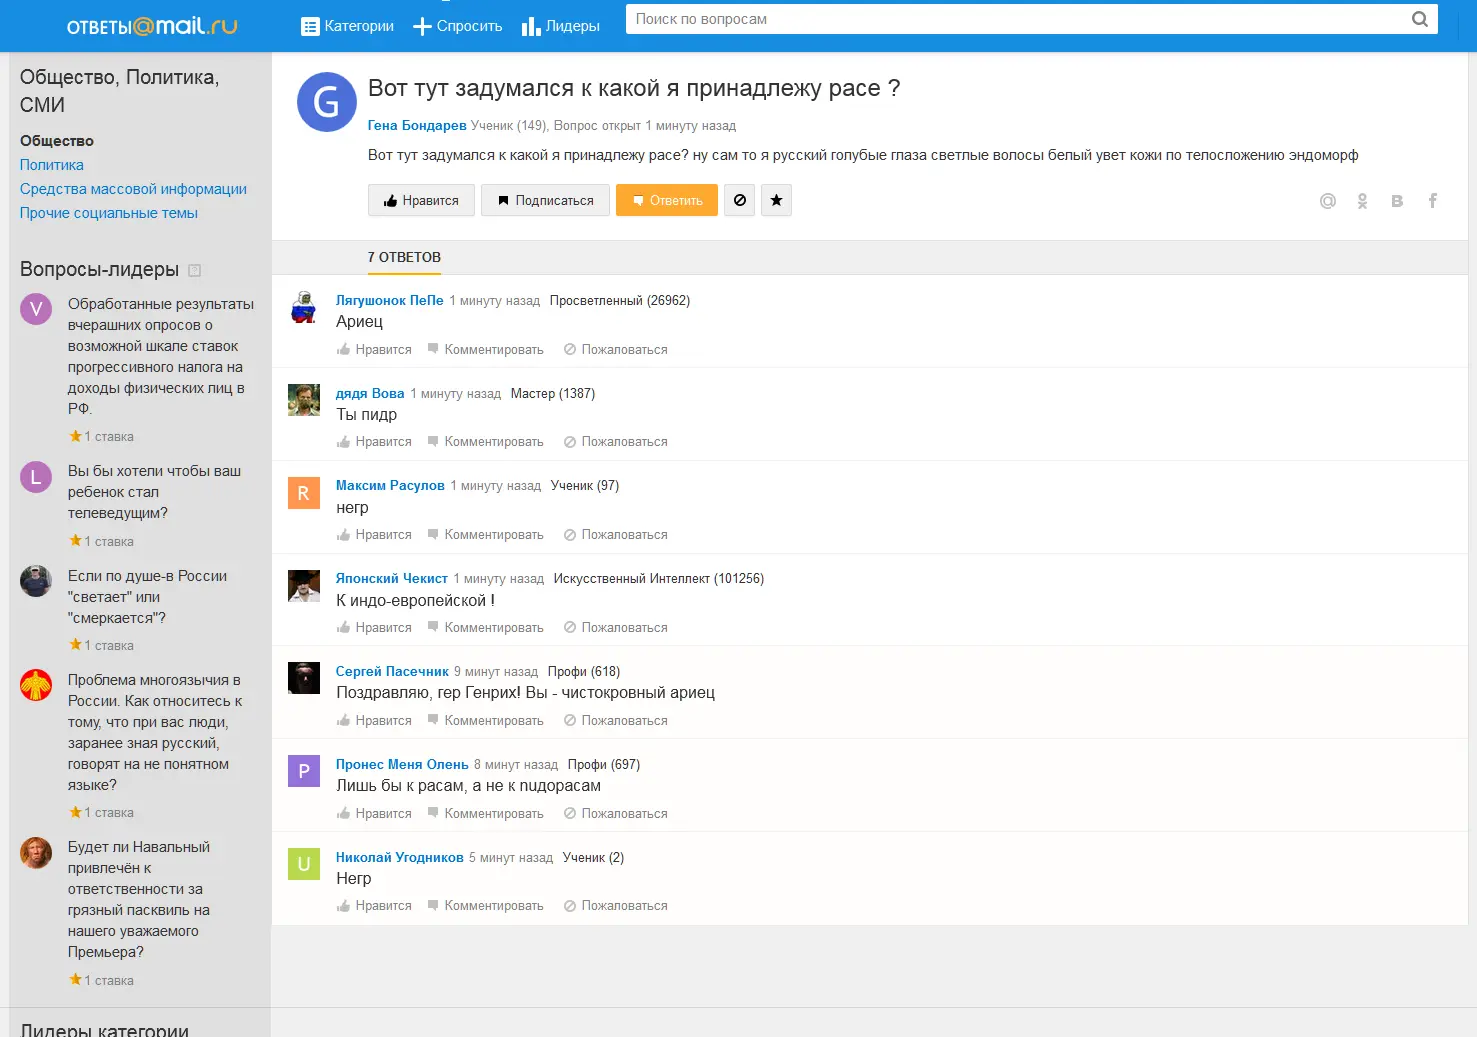 ОТВЕТЫ@mail.ru
Категории
Спросить
Лидеры
Поиск по вопросам
Общество, Политика,
СМИ
Общество
Политика
Средства массовой информации
Прочие социальные темы
Вопросы-лидеры ?
V
Обработанные результаты
вчерашних опросов о
возможной шкале ставок
прогрессивного налога на
доходы физических лиц в
РФ.
1 ставка
L
Вы бы хотели чтобы ваш
ребенок стал
телеведущим?
1 ставка
Если по душе-в России
"светает" или
"смеркается"?
1 ставка
Проблема многоязычия в
России. Как относитесь к
тому, что при вас люди,
заранее зная русский,
говорят на не понятном
языке?
1 ставка
Будет ли Навальный
привлечён к
ответственности за
грязный пасквиль на
нашего уважаемого
Премьера?
1 ставка
Лидеры категории
G
Вот тут задумался к какой я принадлежу расе ?
Гена Бондарев Ученик (149), Вопрос открыт 1 минуту назад
Вот тут задумался к какой я принадлежу расе? ну сам то я русский голубые глаза светлые волосы белый увет кожи по телосложению эндоморф
Нравится Подписаться Ответить
7 ОТВЕТОВ
Лягушонок ПеПе 1 минуту назад Просветленный (26962)
Ариец
Нравится Комментировать Пожаловаться
дядя Вова 1 минуту назад Мастер (1387)
Ты пидр
Нравится Комментировать Пожаловаться
R
Максим Расулов 1 минуту назад Ученик (97)
негр
Нравится Комментировать Пожаловаться
Японский Чекист 1 минуту назад Искусственный Интеллект (101256)
К индо-европейской !
Нравится Комментировать Пожаловаться
Сергей Пасечник 9 минут назад Профи (618)
Поздравляю, гер Генрих! Вы - чистокровный ариец
Нравится Комментировать Пожаловаться
P
Пронес Меня Олень 8 минут назад Профи (697)
Лишь бы к расам, а не к пuдорасам
Нравится Комментировать Пожаловаться
U
Николай Угодников 5 минут назад Ученик (2)
Негр
Нравится Комментировать Пожаловаться